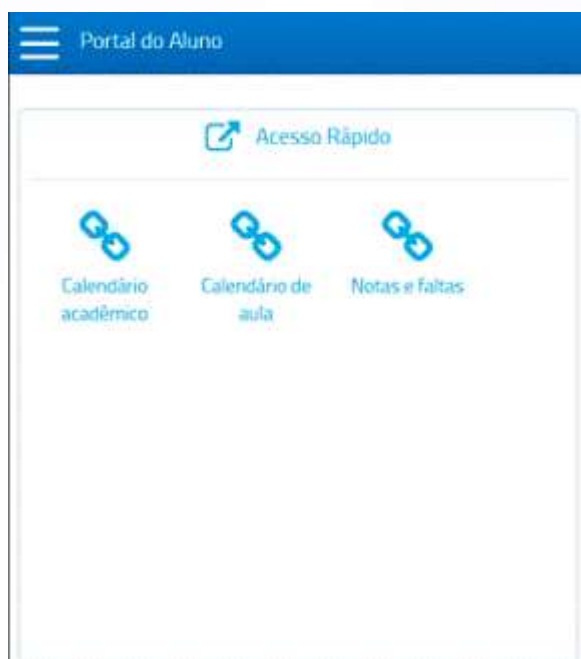 Portal do Aluno
Acesso Rápido
Calendário
acadêmico
Calendário de
aula
Notas e faltas